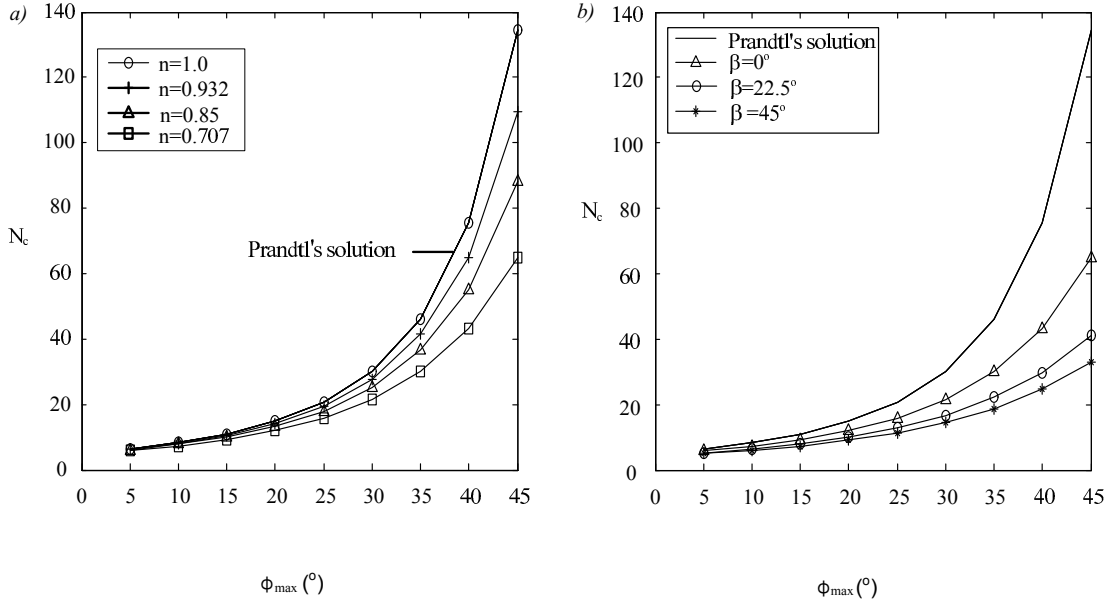 a)
140
120
100
80
60
40
20
0
N_c
n=1.0
n=0.932
n=0.85
n=0.707
Prandtl's solution
0 5 10 15 20 25 30 35 40 45
ϕmax (°)
b)
140
120
100
80
60
40
20
0
N_c
Prandtl's solution
β=0°
β=22.5°
β =45°
0 5 10 15 20 25 30 35 40 45
ϕmax (°)